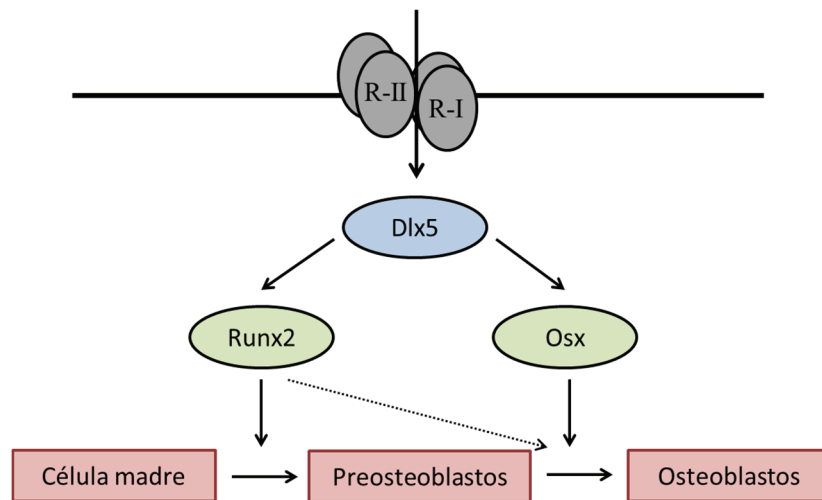 R-II
R-I
Dlx5
Runx2
Osx
Célula madre
Preosteoblastos
Osteoblastos